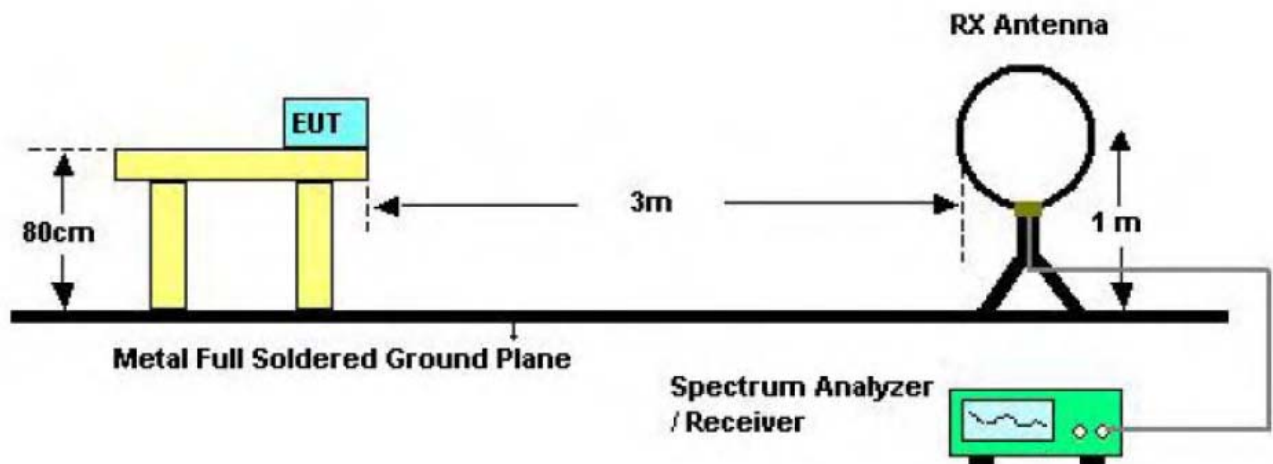 RX Antenna
EUT
80cm
3m
1 m
Metal Full Soldered Ground Plane
Spectrum Analyzer
/ Receiver